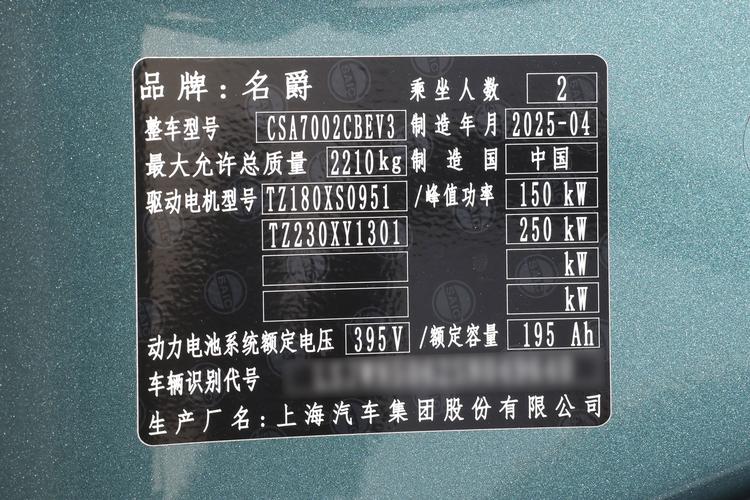 品牌:名爵 乘坐人数 2
整车型号 CSA7002CBEV3 制造年月 2025-04
最大允许总质量 2210kg 制造国 中国
驱动电机型号 TZ180XS0951 /峰值功率 150 kW
TZ230XY1301 250 kW
kW
kW
动力电池系统额定电压 395V /额定容量 195 Ah
车辆识别代号
生产厂名:上海汽车集团股份有限公司